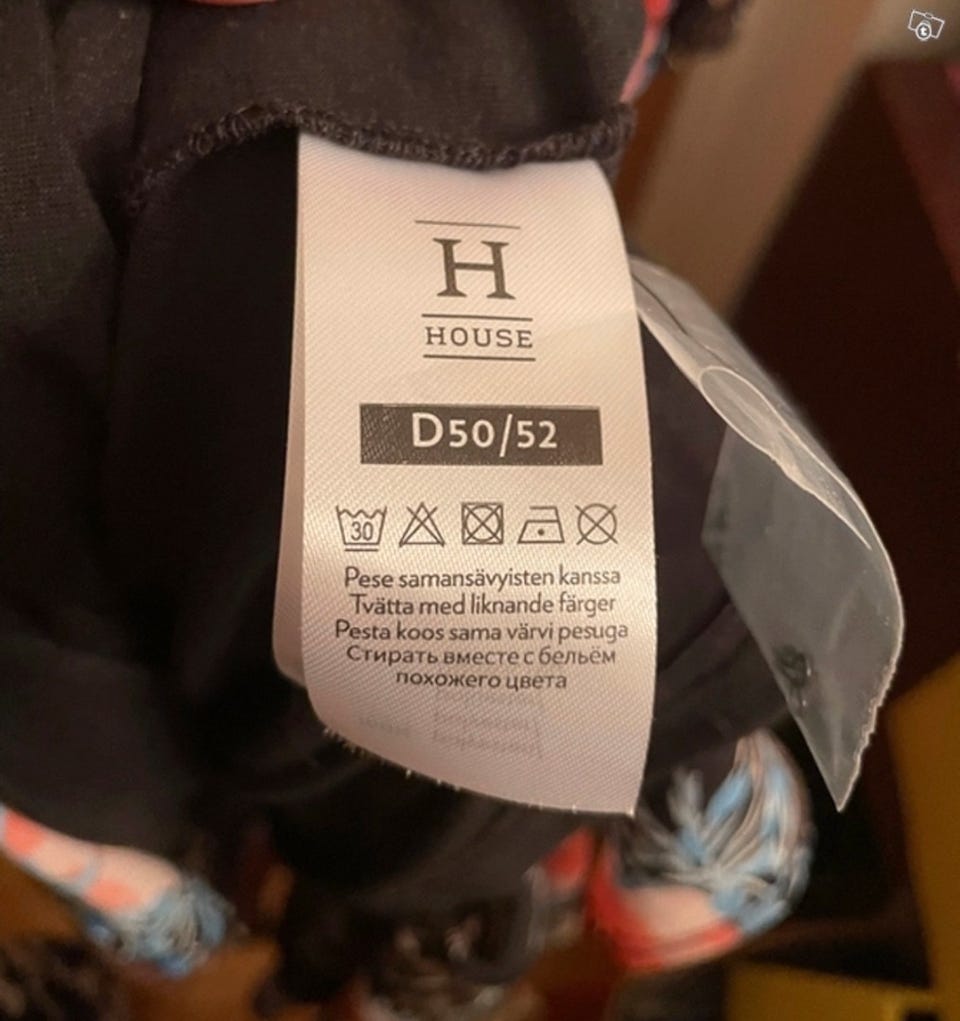 H
HOUSE
D50/52
30
Pese samansävyisten kanssa
Tvätta med liknande färger
Pesta koos sama värvi pesuga
Стирать вместе с бельём
похожего цвета
t